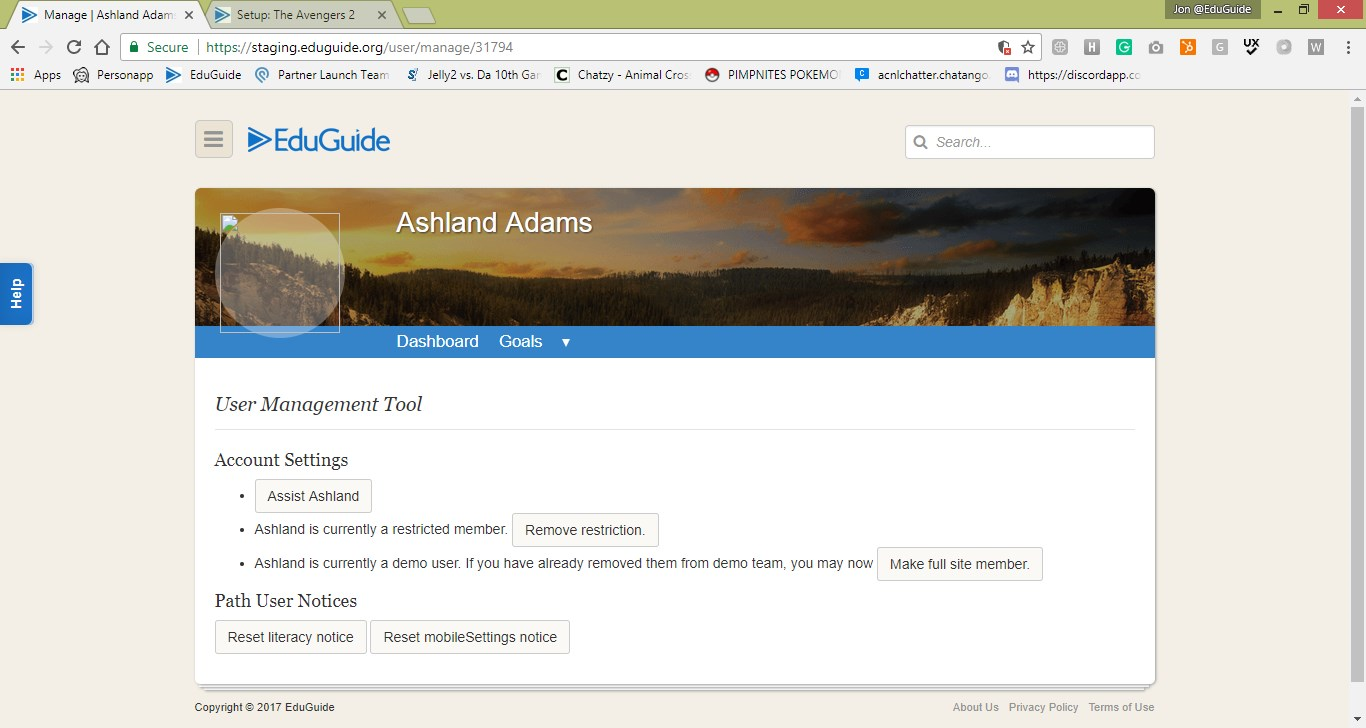 Manage | Ashland Adams
Setup: The Avengers 2
Jon @EduGuide
Secure
https://staging.eduguide.org/user/manage/31794
Apps
Personapp
EduGuide
Partner Launch Team
Jelly2 vs. Da 10th Gar
Chatzy - Animal Cros
PIMPNITES POKEMO
acnlchatter.chatango.
https://discordapp.co
EduGuide
Search...
Ashland Adams
Help
Dashboard Goals ▼
User Management Tool
Account Settings
• Assist Ashland
• Ashland is currently a restricted member. Remove restriction.
• Ashland is currently a demo user. If you have already removed them from demo team, you may now Make full site member.
Path User Notices
Reset literacy notice Reset mobileSettings notice
Copyright © 2017 EduGuide
About Us Privacy Policy Terms of Use